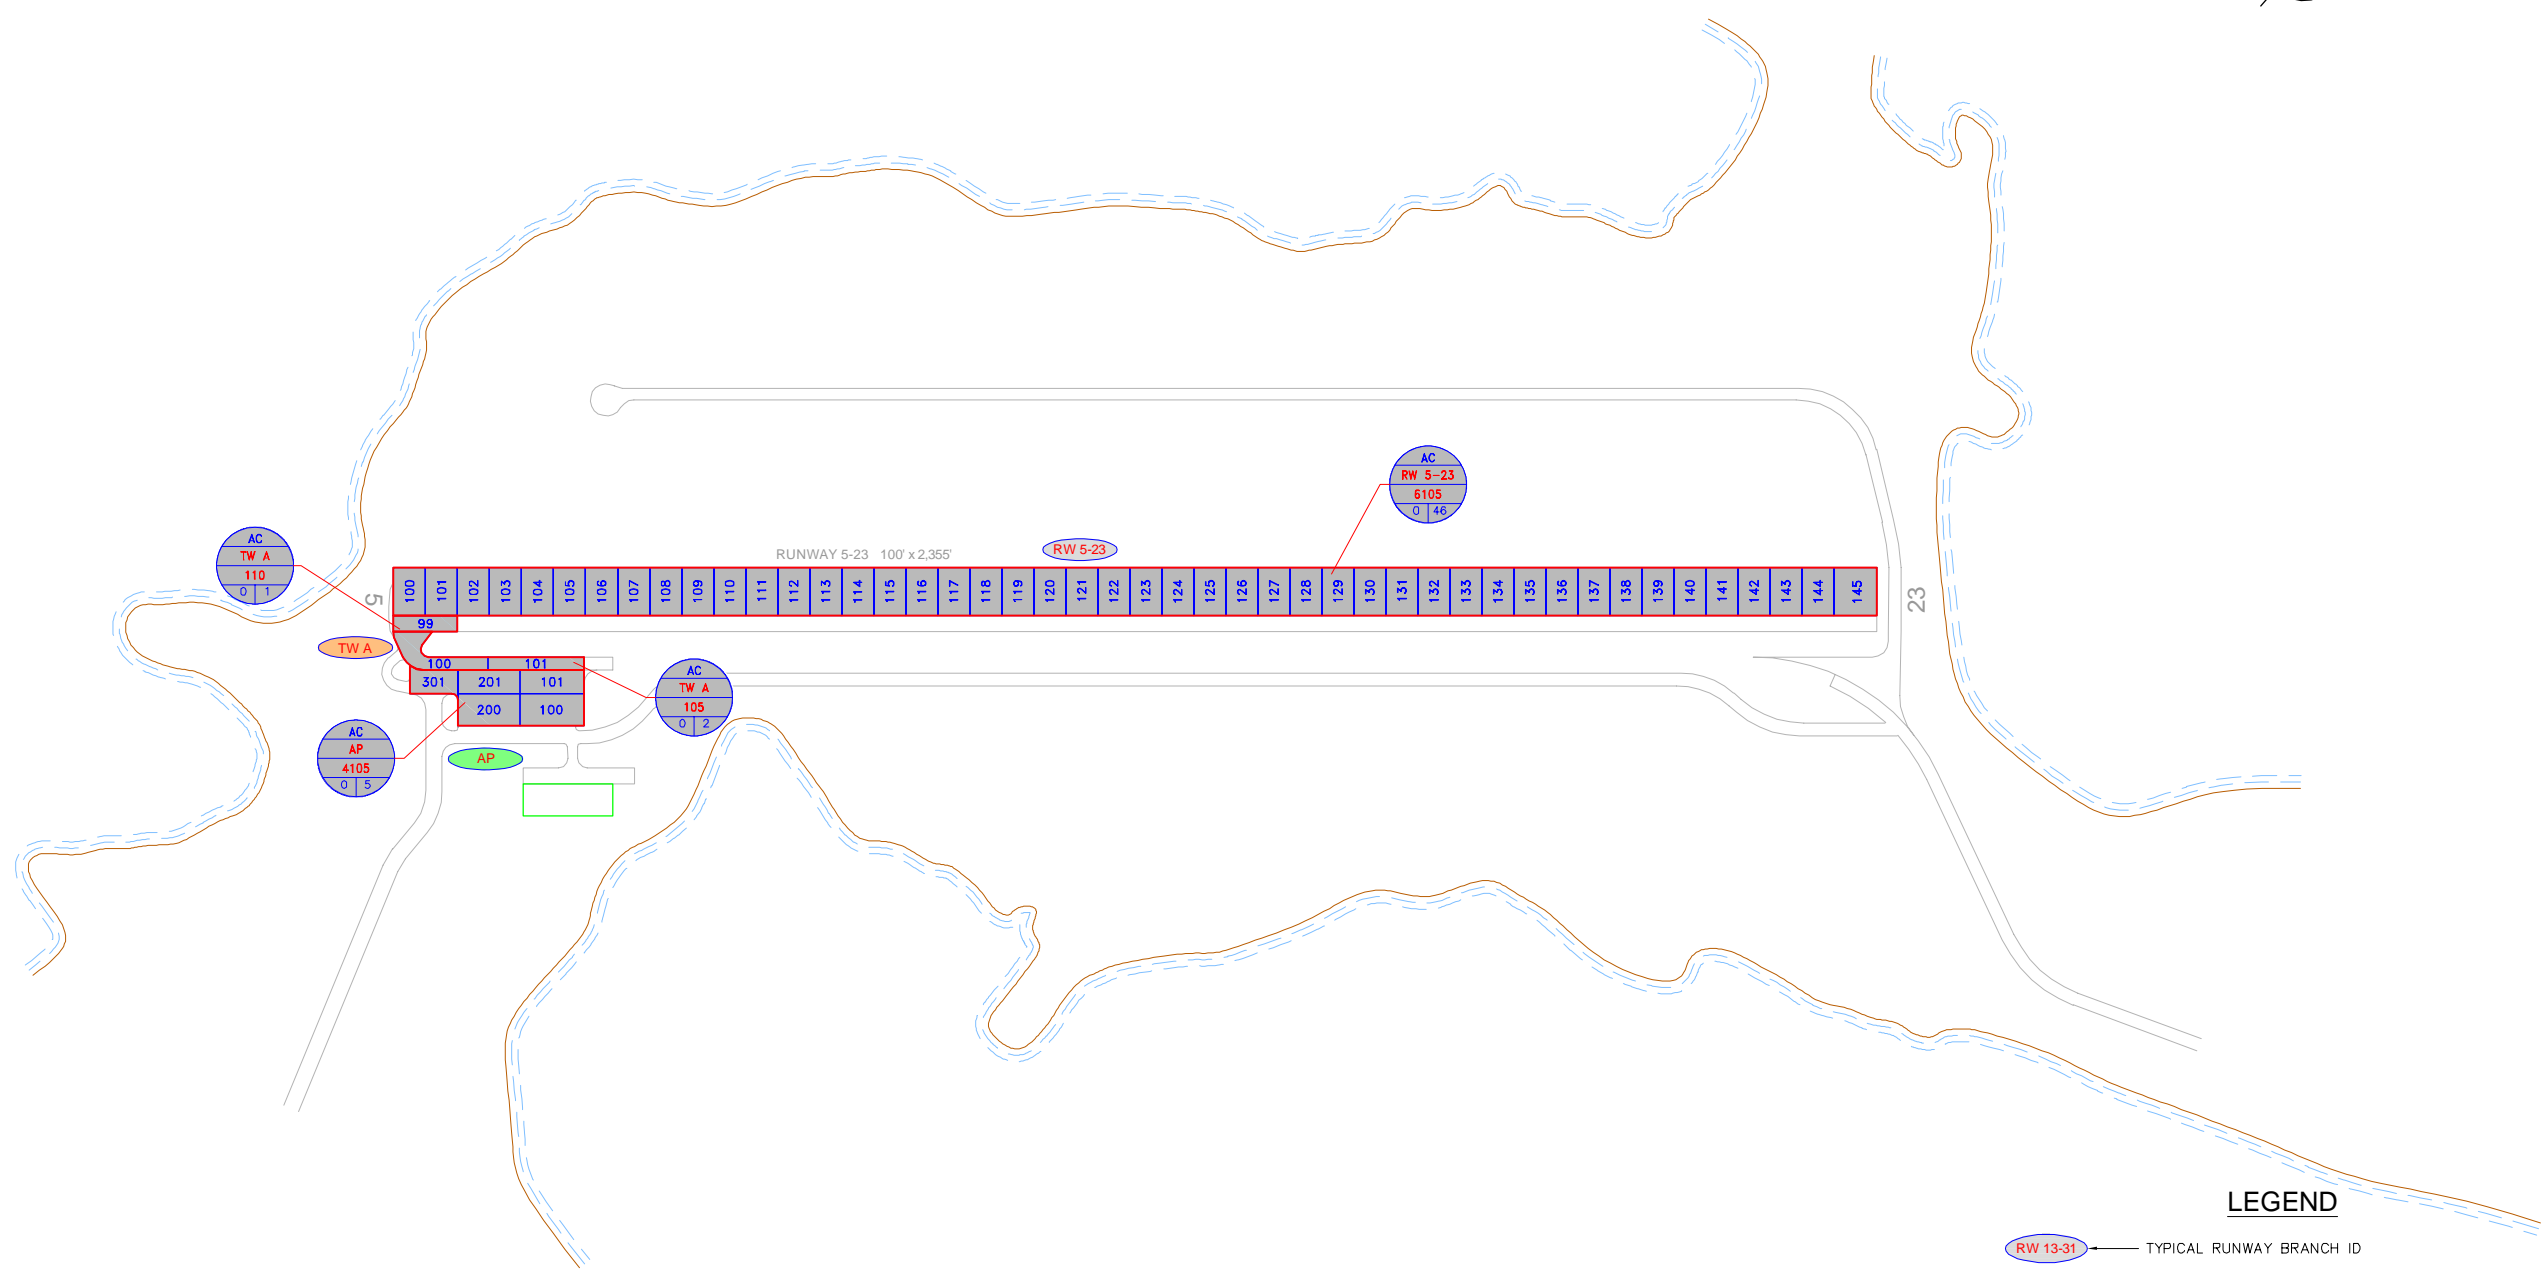 AC
RW 5-23
6105
0 46
AC
TW A
110
0 1
RUNWAY 5-23 100' x 2,355'
RW 5-23
5
100 101 102 103 104 105 106 107 108 109 110 111 112 113 114 115 116 117 118 119 120 121 122 123 124 125 126 127 128 129 130 131 132 133 134 135 136 137 138 139 140 141 142 143 144 145
23
99
TW A
100 101
301 201 101
200 100
AC
TW A
105
0 2
AC
AP
4105
0 5
AP
LEGEND
RW 13-31 TYPICAL RUNWAY BRANCH ID